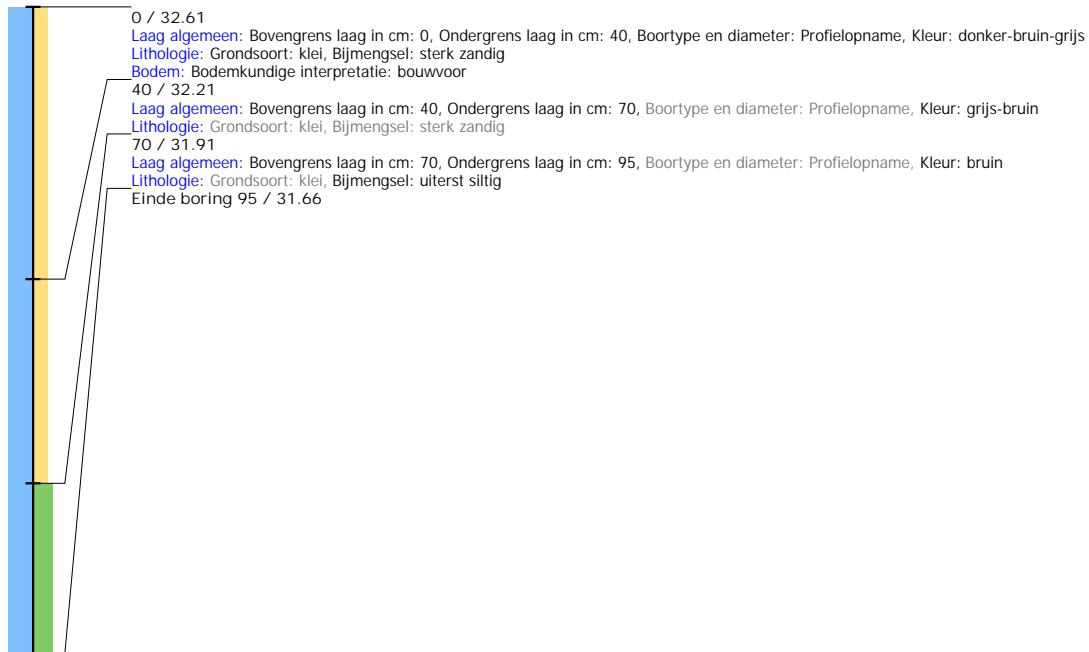 0 / 32.61
Laag algemeen: Bovengrens laag in cm: 0, Ondergrens laag in cm: 40, Boortype en diameter: Profielopname, Kleur: donker-bruin-grijs
Lithologie: Grondsoort: klei, Bijmengsel: sterk zandig
Bodem: Bodemkundige interpretatie: bouwvoor
40 / 32.21
Laag algemeen: Bovengrens laag in cm: 40, Ondergrens laag in cm: 70, Boortype en diameter: Profielopname, Kleur: grijs-bruin
Lithologie: Grondsoort: klei, Bijmengsel: sterk zandig
70 / 31.91
Laag algemeen: Bovengrens laag in cm: 70, Ondergrens laag in cm: 95, Boortype en diameter: Profielopname, Kleur: bruin
Lithologie: Grondsoort: klei, Bijmengsel: uiterst siltig
Einde boring 95 / 31.66